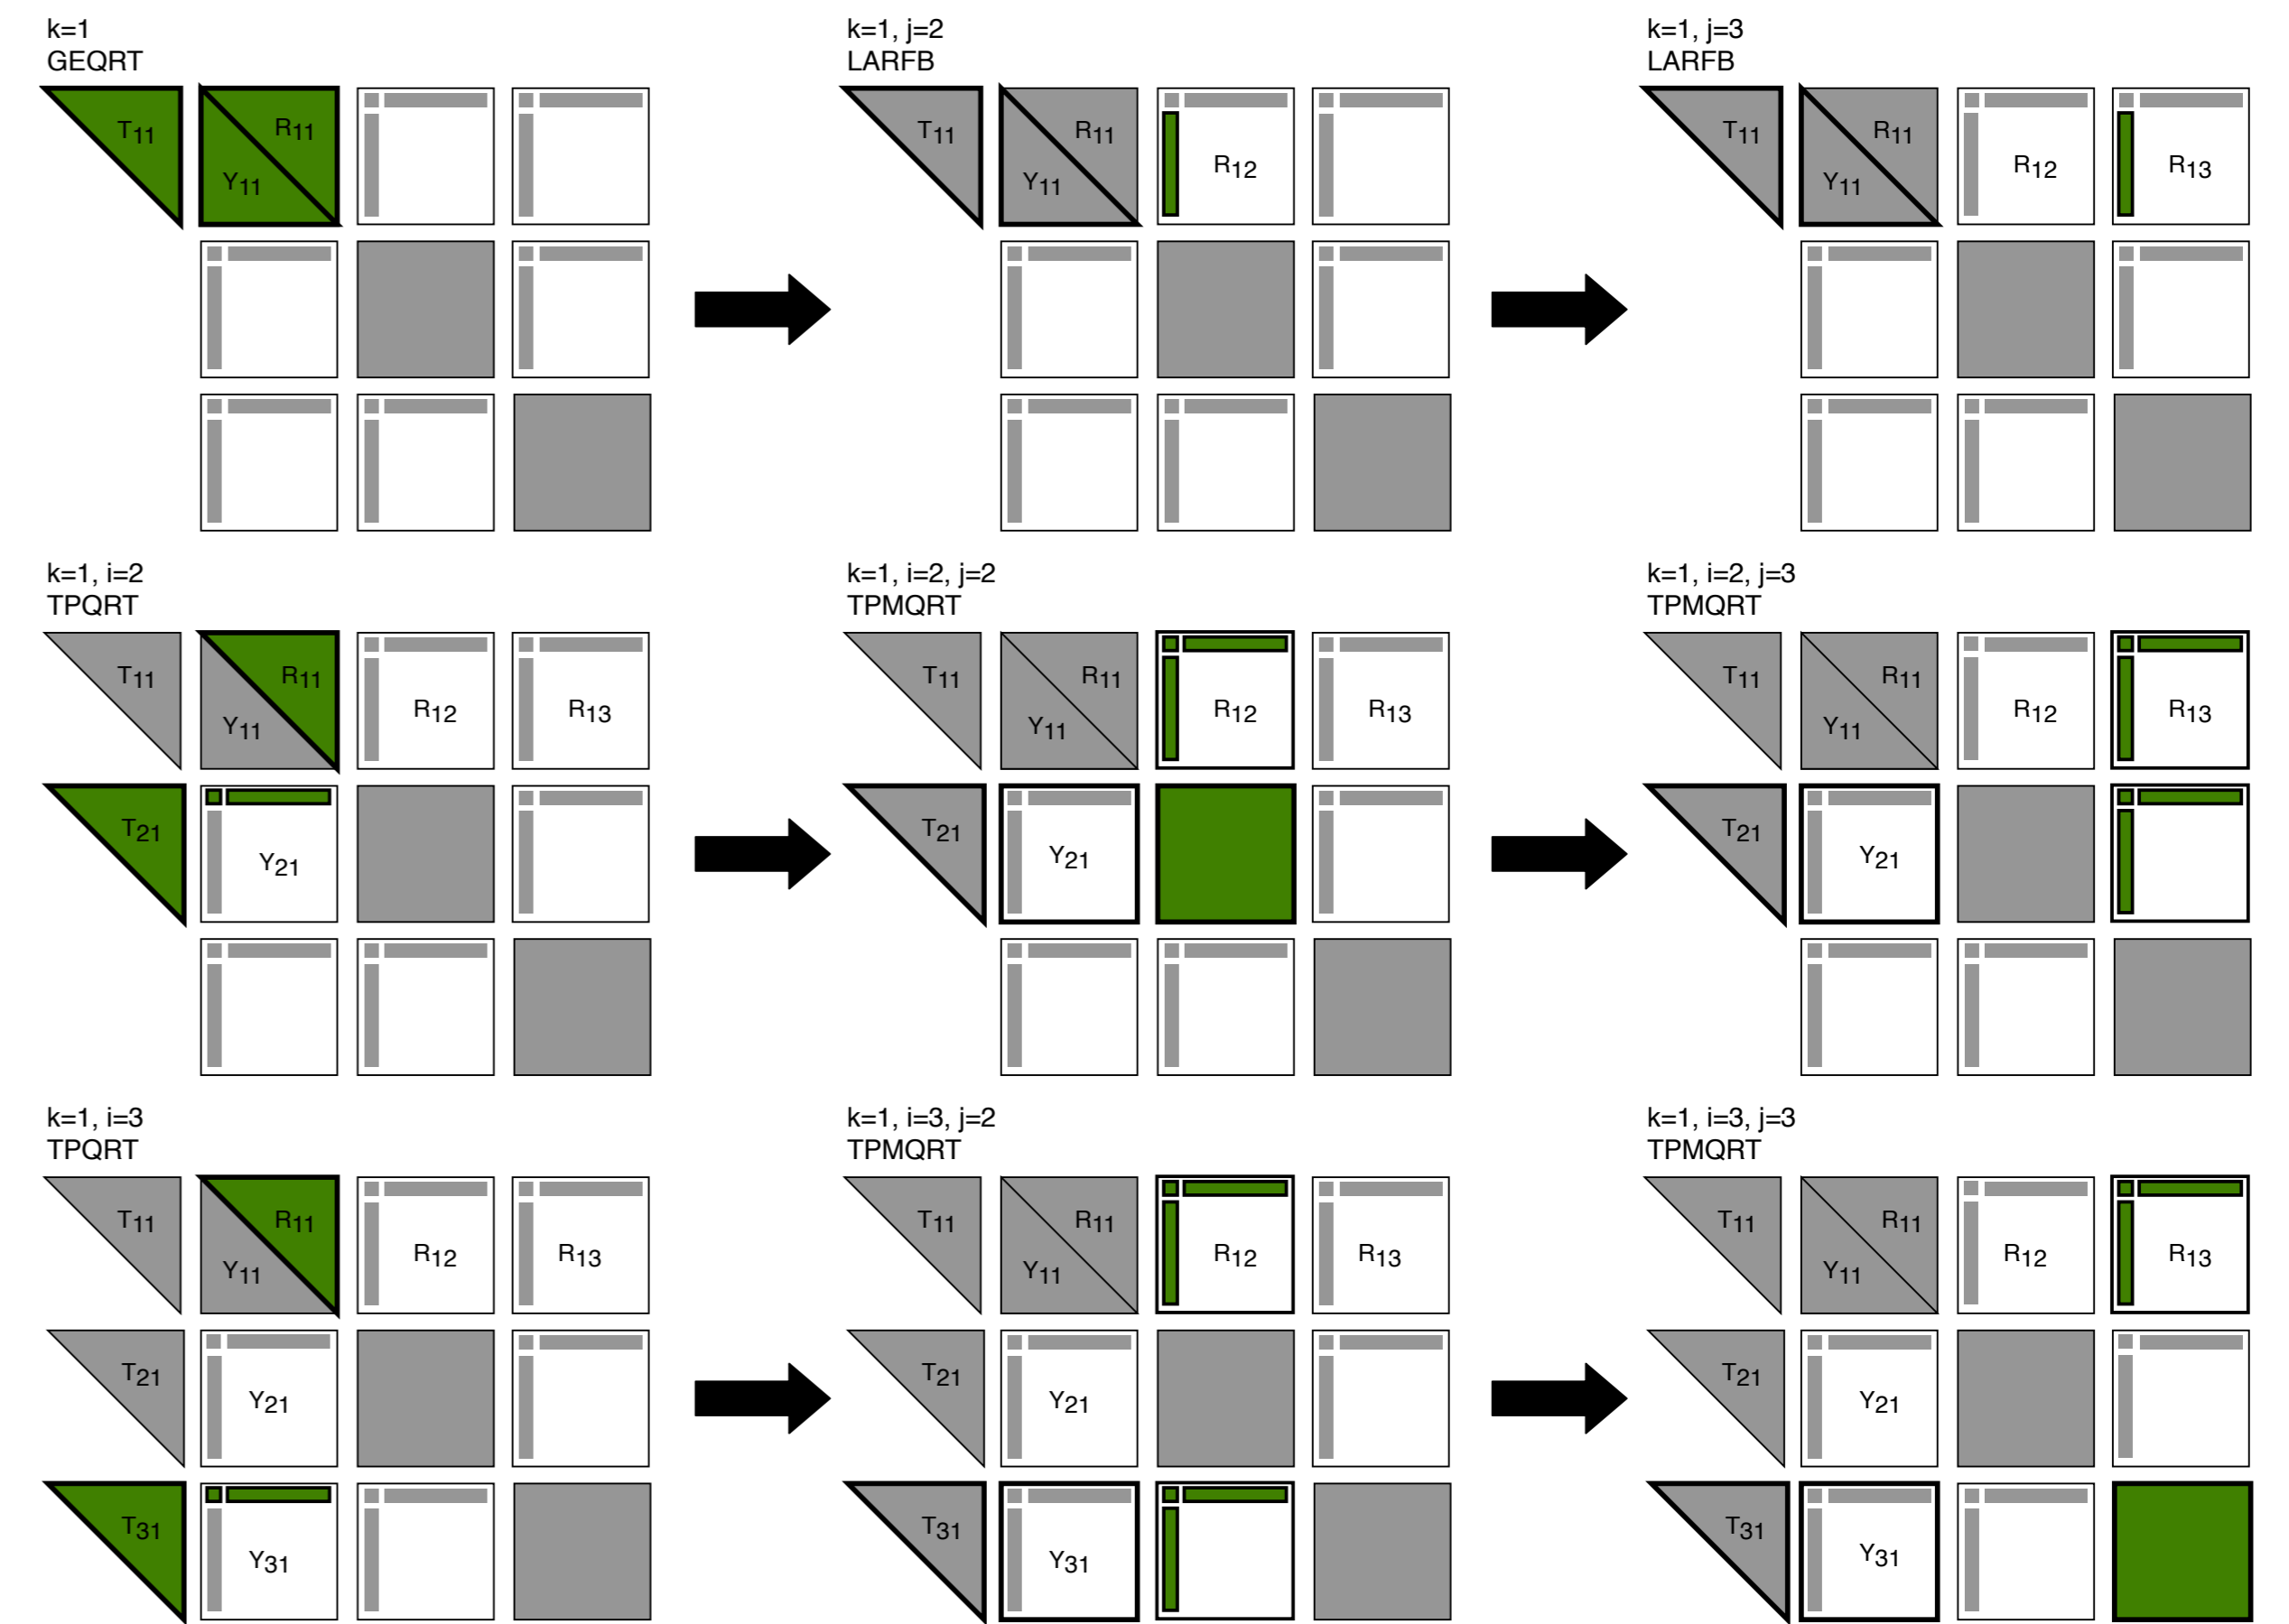 k=1
GEQRT
T11
R11
Y11
k=1, j=2
LARFB
T11
R11
Y11
R12
k=1, j=3
LARFB
T11
R11
Y11
R12
R13
k=1, i=2
TPQRT
T11
R11
Y11
R12
R13
T21
Y21
k=1, i=2, j=2
TPMQRT
T11
R11
Y11
R12
R13
T21
Y21
k=1, i=2, j=3
TPMQRT
T11
R11
Y11
R12
R13
T21
Y21
k=1, i=3
TPQRT
T11
R11
Y11
R12
R13
T21
Y21
T31
Y31
k=1, i=3, j=2
TPMQRT
T11
R11
Y11
R12
R13
T21
Y21
T31
Y31
k=1, i=3, j=3
TPMQRT
T11
R11
Y11
R12
R13
T21
Y21
T31
Y31